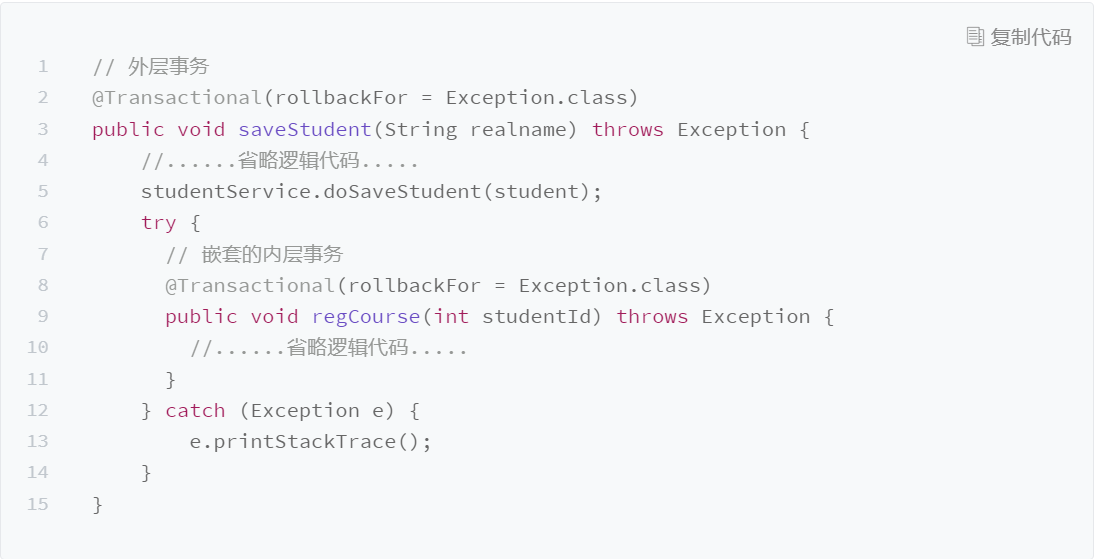 复制代码
1 // 外层事务
2 @Transactional(rollbackFor = Exception.class)
3 public void saveStudent(String realname) throws Exception {
4     //......省略逻辑代码.....
5     studentService.doSaveStudent(student);
6     try {
7       // 嵌套的内层事务
8       @Transactional(rollbackFor = Exception.class)
9       public void regCourse(int studentId) throws Exception {
10         //......省略逻辑代码.....
11       }
12     } catch (Exception e) {
13         e.printStackTrace();
14     }
15 }